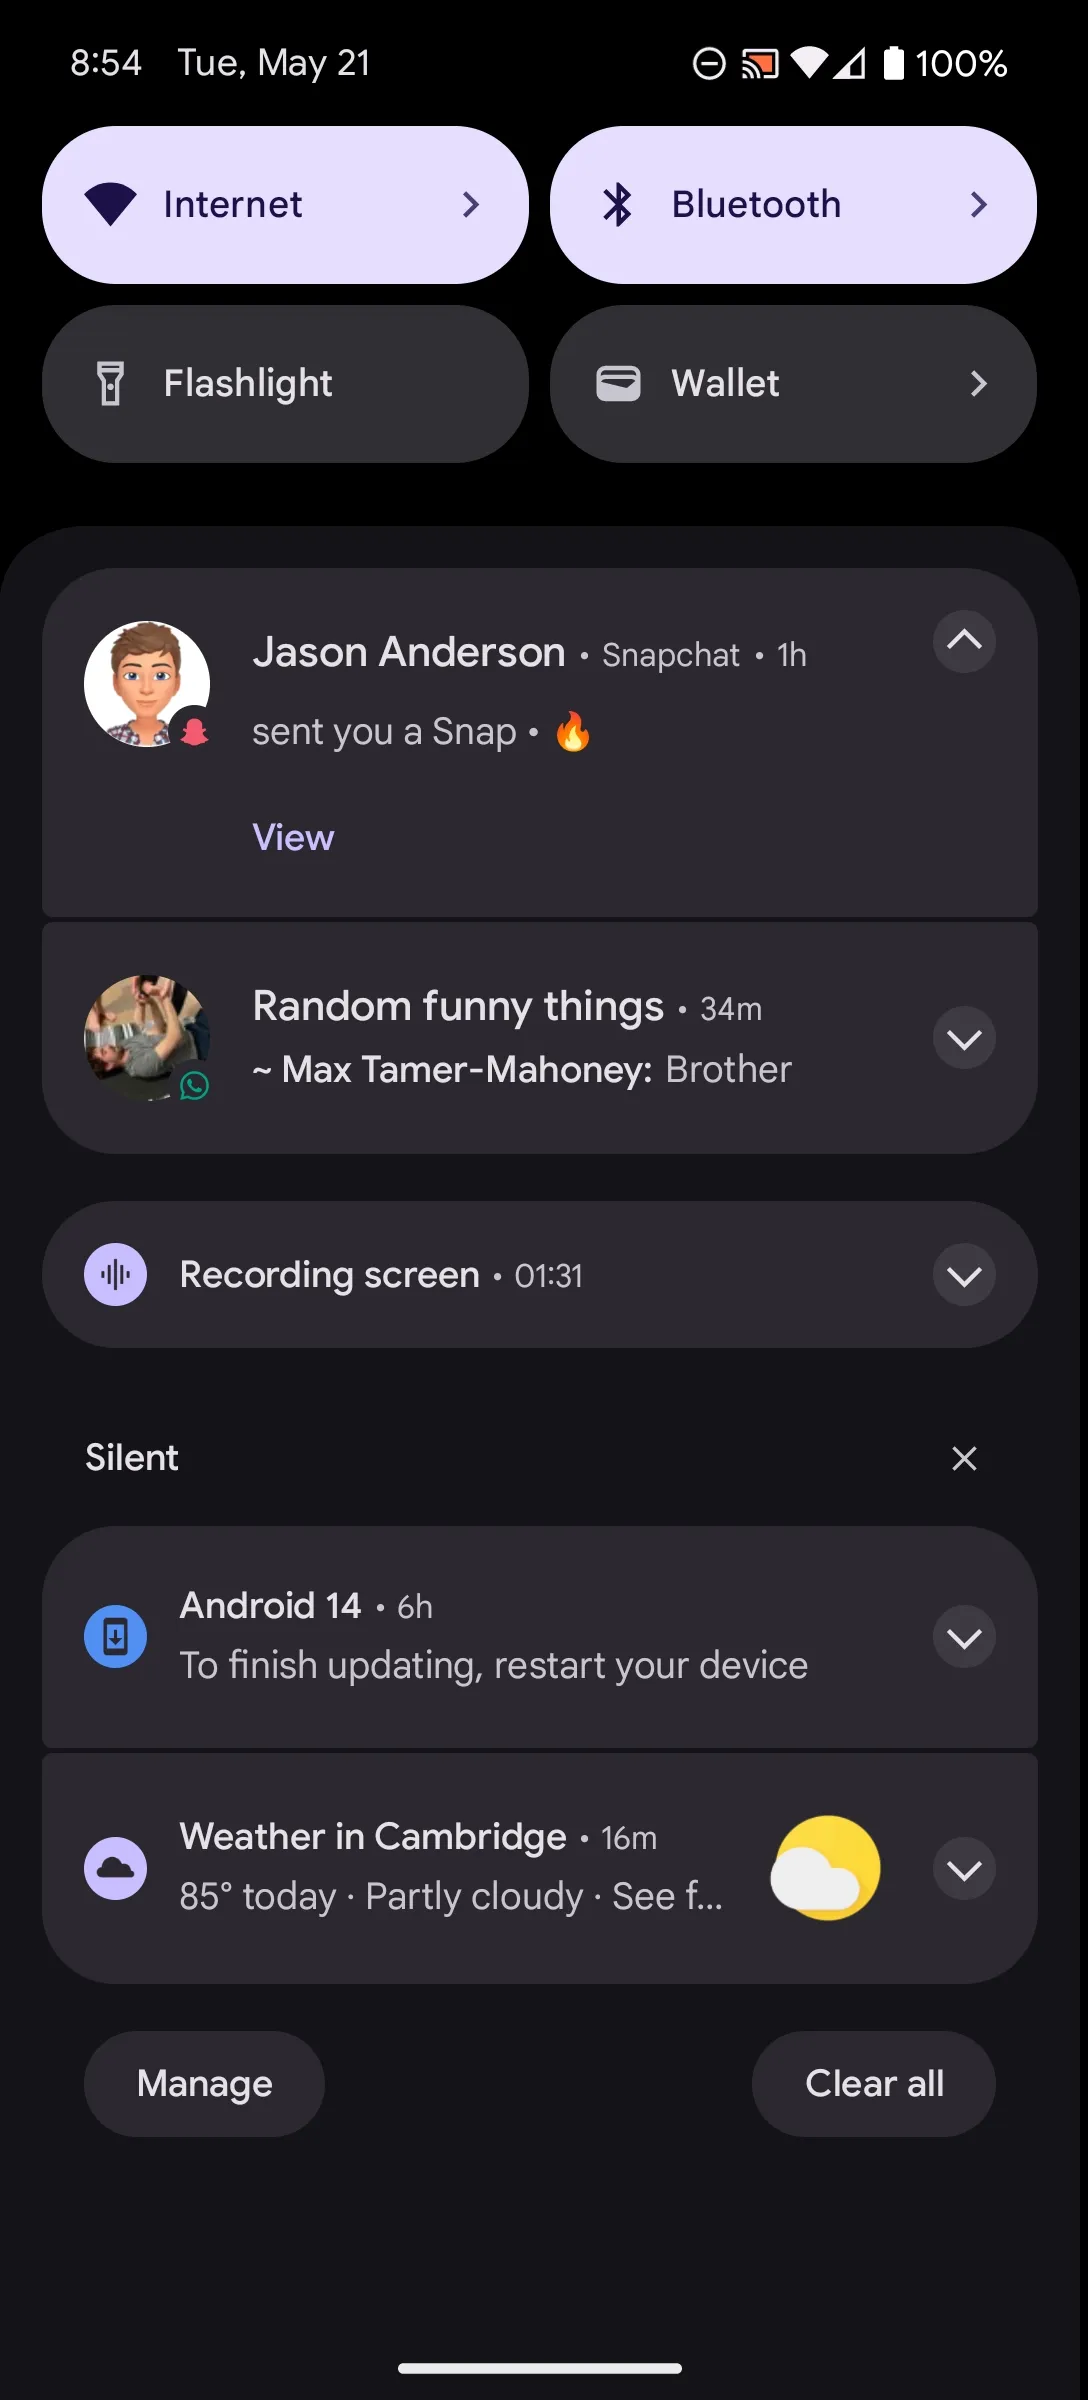 8:54 Tue, May 21 100%
Internet Bluetooth
Flashlight Wallet
Jason Anderson • Snapchat • 1h
sent you a Snap • 🔥
View
Random funny things • 34m
~ Max Tamer-Mahoney: Brother
Recording screen • 01:31
Silent
Android 14 • 6h
To finish updating, restart your device
Weather in Cambridge • 16m
85° today · Partly cloudy · See f...
Manage Clear all